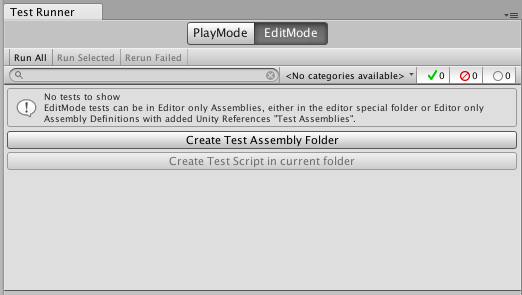 Test Runner
PlayMode EditMode
Run All Run Selected Rerun Failed
<No categories available> 0 0 0
No tests to show
EditMode tests can be in Editor only Assemblies, either in the editor special folder or Editor only
Assembly Definitions with added Unity References "Test Assemblies".
Create Test Assembly Folder
Create Test Script in current folder